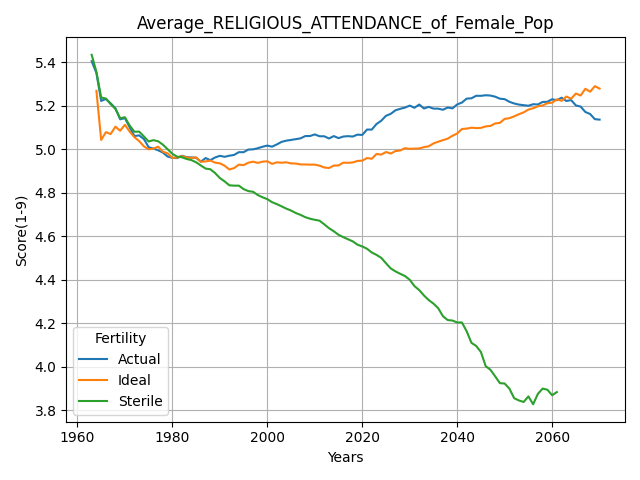 Average_RELIGIOUS_ATTENDANCE_of_Female_Pop
Score(1-9)
5.4
5.2
5.0
4.8
4.6
4.4
4.2
4.0
3.8
Fertility
Actual
Ideal
Sterile
1960 1980 2000 2020 2040 2060
Years